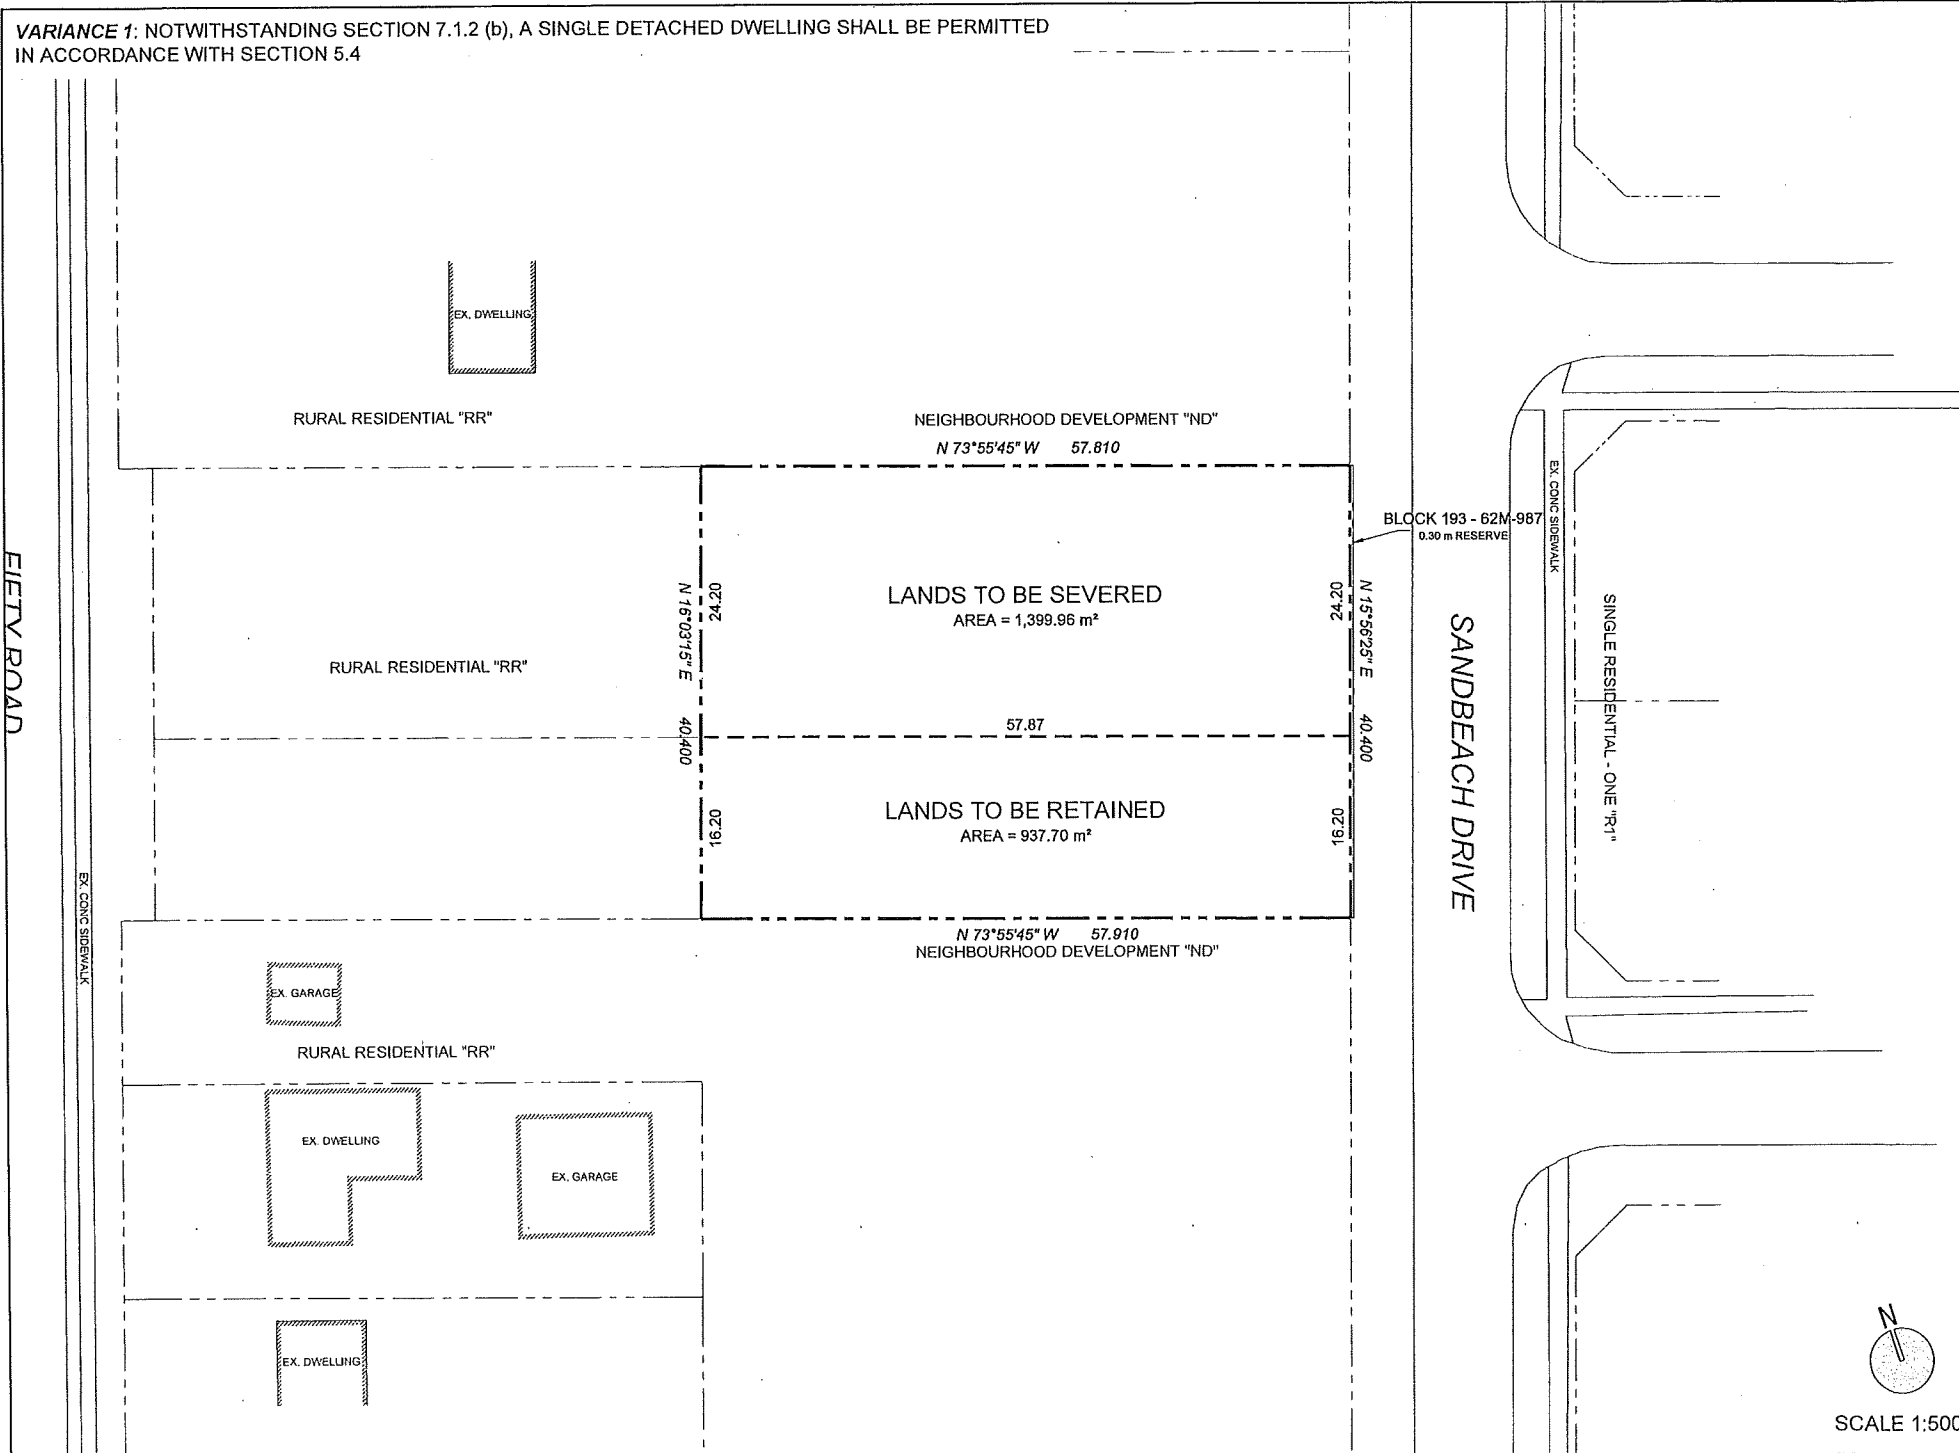 VARIANCE 1: NOTWITHSTANDING SECTION 7.1.2 (b), A SINGLE DETACHED DWELLING SHALL BE PERMITTED
IN ACCORDANCE WITH SECTION 5.4
EX. DWELLING
RURAL RESIDENTIAL "RR"
NEIGHBOURHOOD DEVELOPMENT "ND"
N 73°55'45" W 57.810
BLOCK 193 - 62M-987
0.30 m RESERVE
EX. CONC SIDEWALK
FIFTY ROAD
RURAL RESIDENTIAL "RR"
N 16°03'15" E 40.400
24.20
LANDS TO BE SEVERED
AREA = 1,399.96 m²
24.20
N 15°56'25" E 40.400
SANDBEACH DRIVE
SINGLE RESIDENTIAL - ONE "R1"
57.87
16.20
LANDS TO BE RETAINED
AREA = 937.70 m²
16.20
N 73°55'45" W 57.910
NEIGHBOURHOOD DEVELOPMENT "ND"
EX. CONC SIDEWALK
EX. GARAGE
RURAL RESIDENTIAL "RR"
EX. DWELLING
EX. GARAGE
EX. DWELLING
N
SCALE 1:500